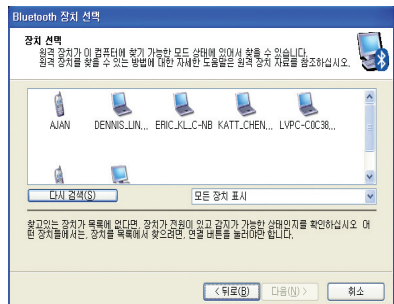 Bluetooth 장치 선택
장치 선택
원격 장치가 이 컴퓨터에 찾기 가능한 모드 상태에 있어서 찾을 수 있습니다.
원격 장치를 찾을 수 있는 방법에 대한 자세한 도움말은 원격 장치 자료를 참조하십시오.
AJAN DENNIS_LIN,... ERIC_KL_C-NB KATT_CHEN,... LVPC-C0C38,...
다시 검색(S) 모든 장치 표시
찾고있는 장치가 목록에 없다면, 장치가 전원이 있고 감지가 가능한 상태인지를 확인하십시오 어
떤 장치들에서는, 장치를 목록에서 찾으려면, 연결 버튼을 눌러야만 합니다.
< 뒤로(B) 다음(N) > 취소